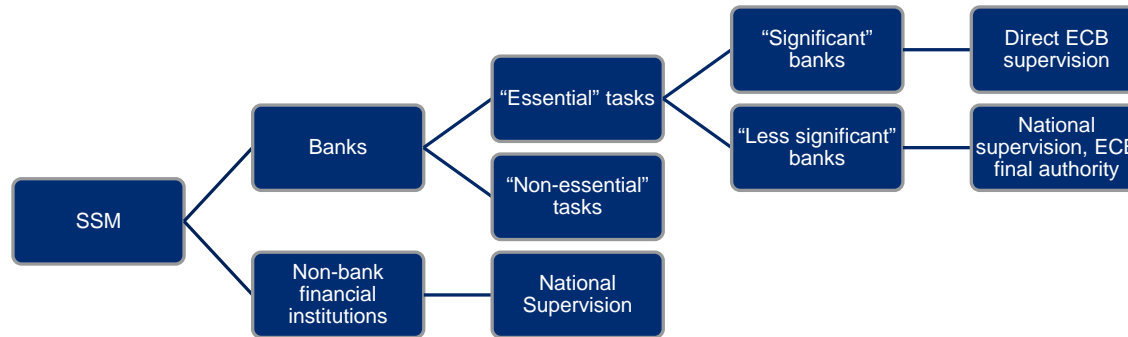 “Significant”
banks
Direct ECB
supervision
“Essential” tasks
Banks
“Less significant”
banks
National
supervision, ECB
final authority
“Non-essential”
tasks
SSM
Non-bank
financial
institutions
National
Supervision